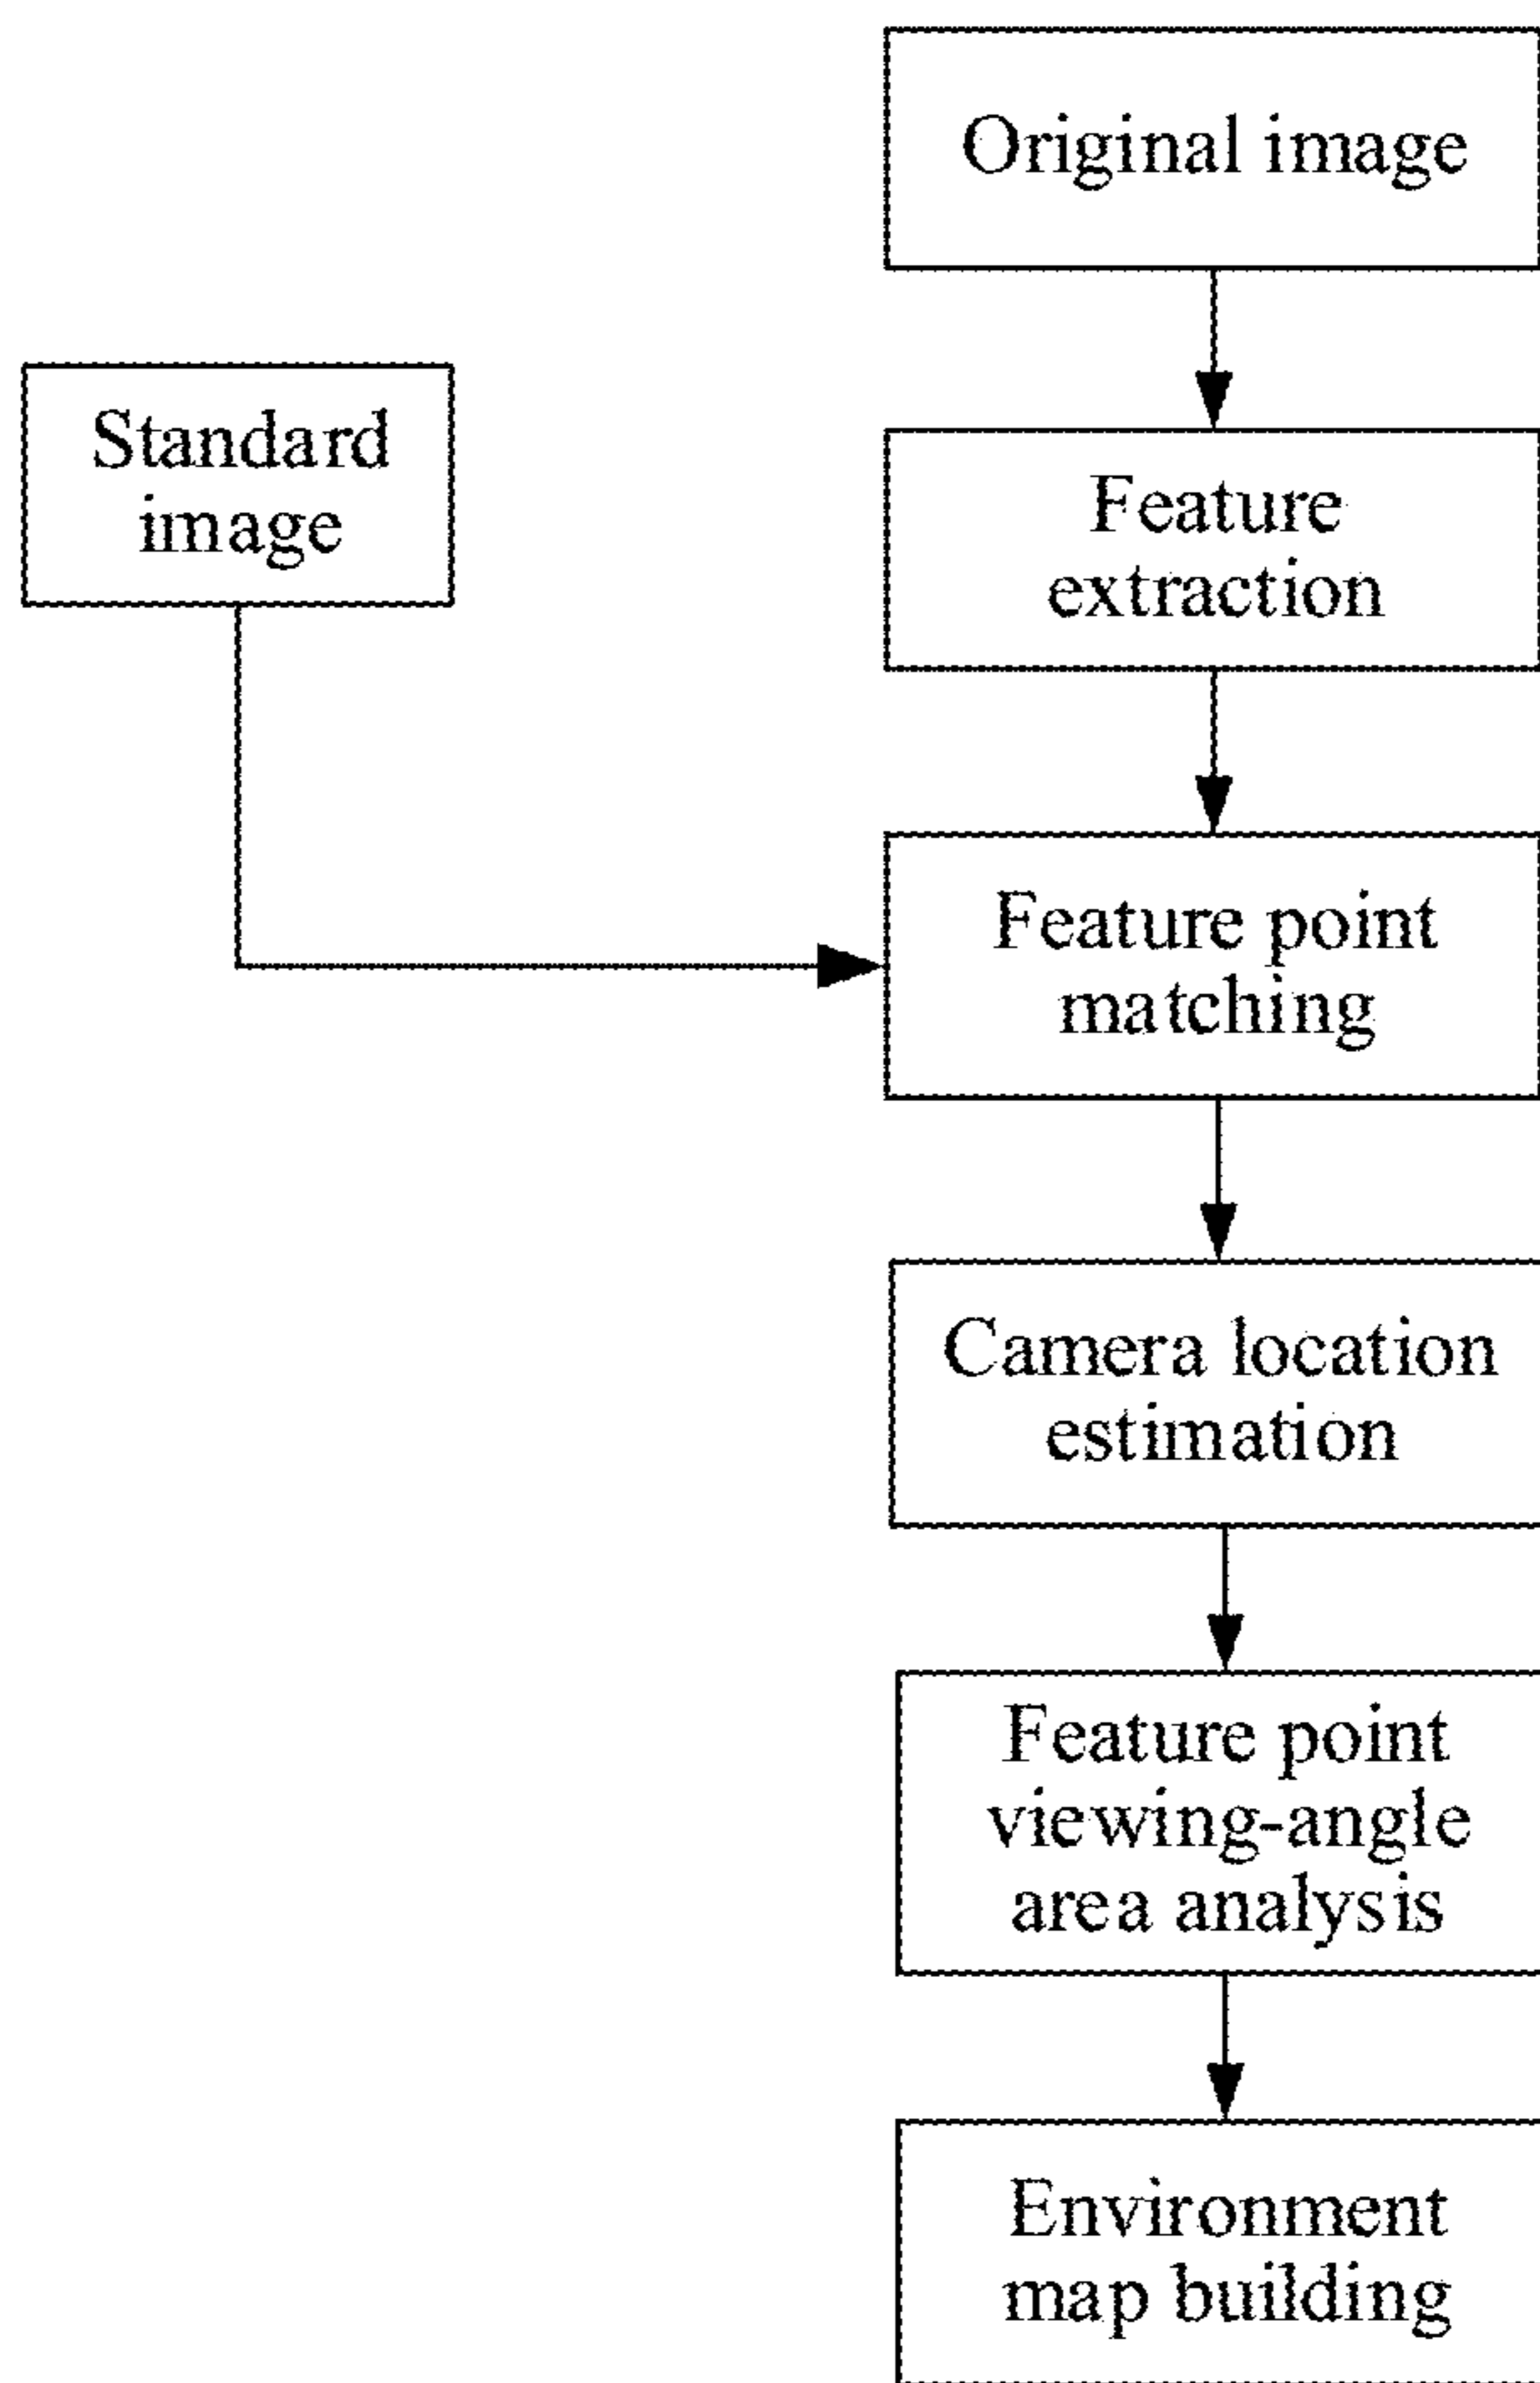 Original image
Standard
image
Feature
extraction
Feature point
matching
Camera location
estimation
Feature point
viewing-angle
area analysis
Environment
map building